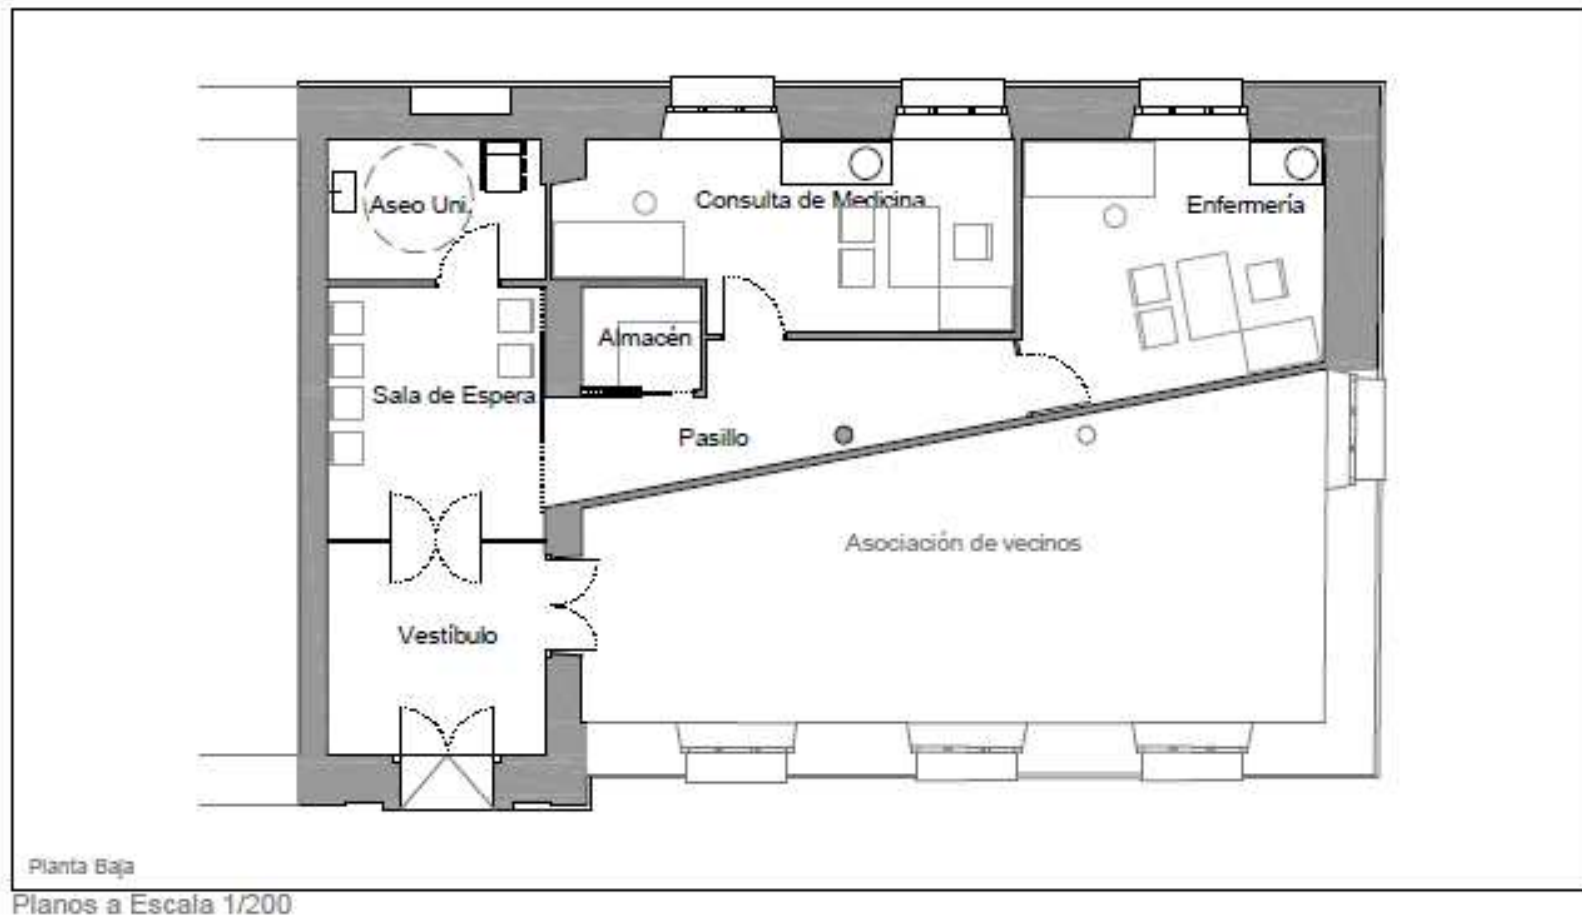 Aseo Uni.
Consulta de Medicina
Enfermería
Almacén
Sala de Espera
Pasillo
Asociación de vecinos
Vestíbulo
Planta Baja
Planos a Escala 1/200